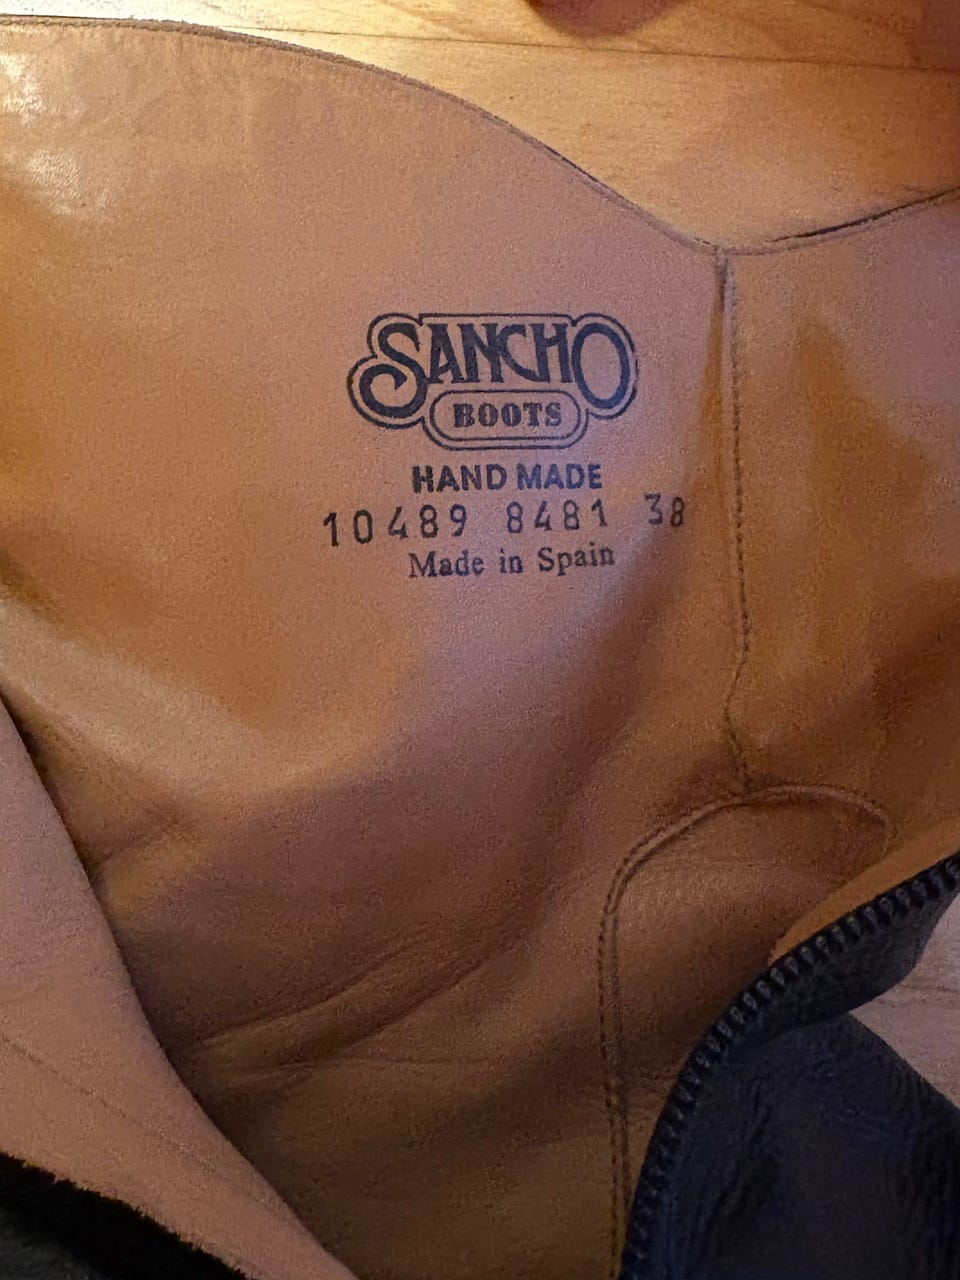 SANCHO
BOOTS
HAND MADE
10489 8481 38
Made in Spain